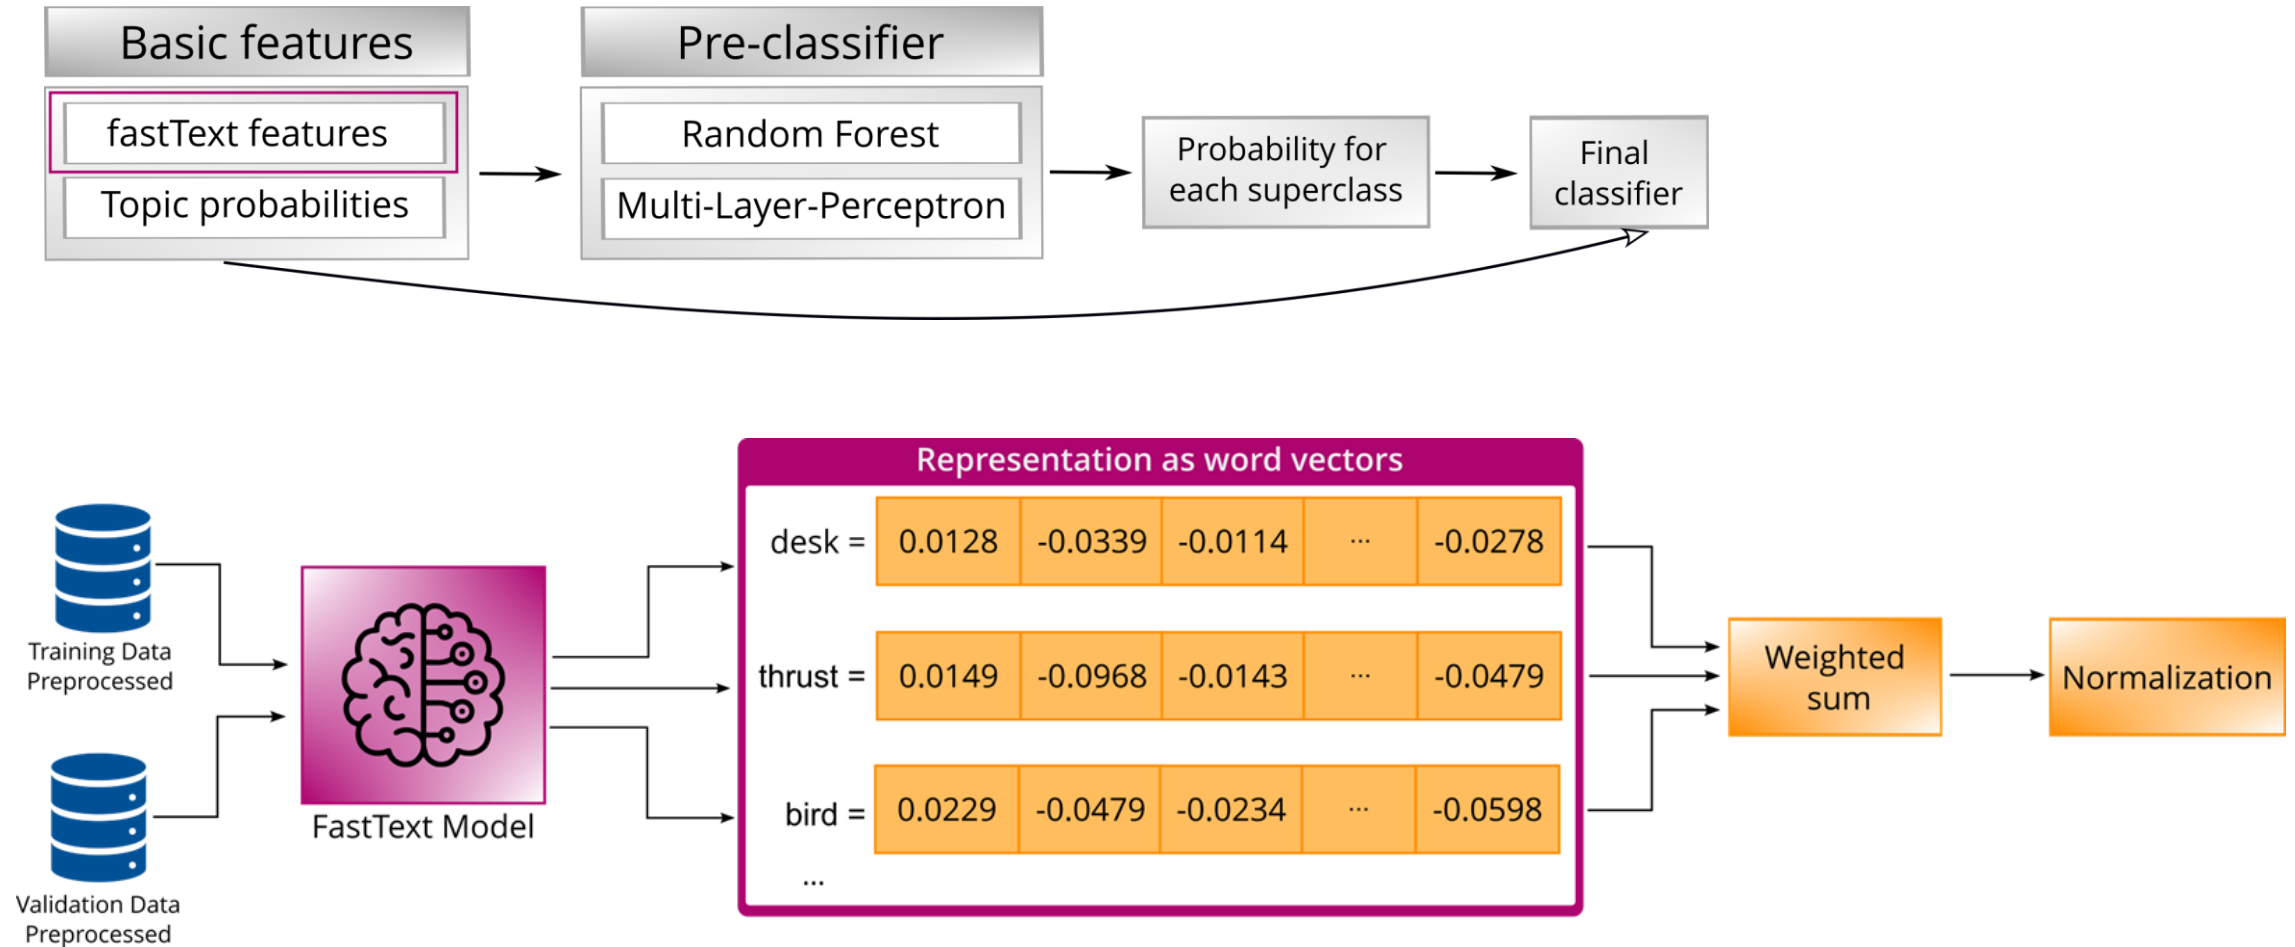 Basic features
fastText features
Topic probabilities
Pre-classifier
Random Forest
Multi-Layer-Perceptron
Probability for
each superclass
Final
classifier
Training Data
Preprocessed
Validation Data
Preprocessed
FastText Model
Representation as word vectors
desk = 0.0128 -0.0339 -0.0114 ... -0.0278
thrust = 0.0149 -0.0968 -0.0143 ... -0.0479
bird = 0.0229 -0.0479 -0.0234 ... -0.0598
...
Weighted
sum
Normalization